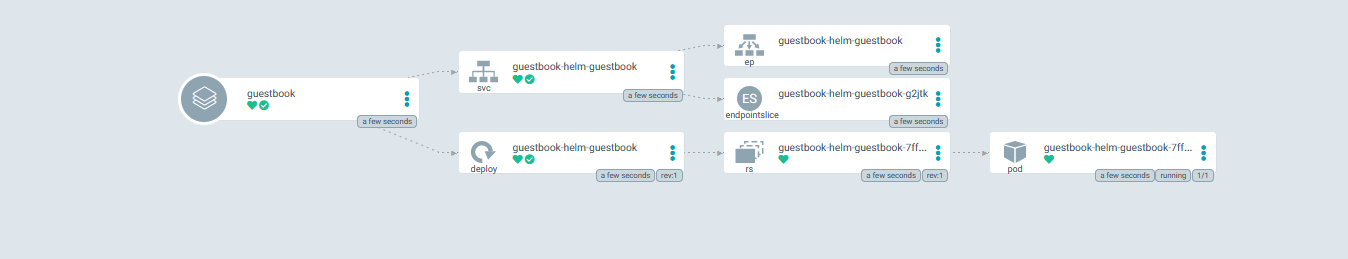 guestbook
a few seconds
guestbook-helm-guestbook
svc
a few seconds
guestbook-helm-guestbook
deploy
a few seconds rev:1
guestbook-helm-guestbook
ep
a few seconds
ES
guestbook-helm-guestbook-g2jtk
endpointslice
a few seconds
guestbook-helm-guestbook-7ff...
rs
a few seconds rev:1
guestbook-helm-guestbook-7ff...
pod
a few seconds running 1/1